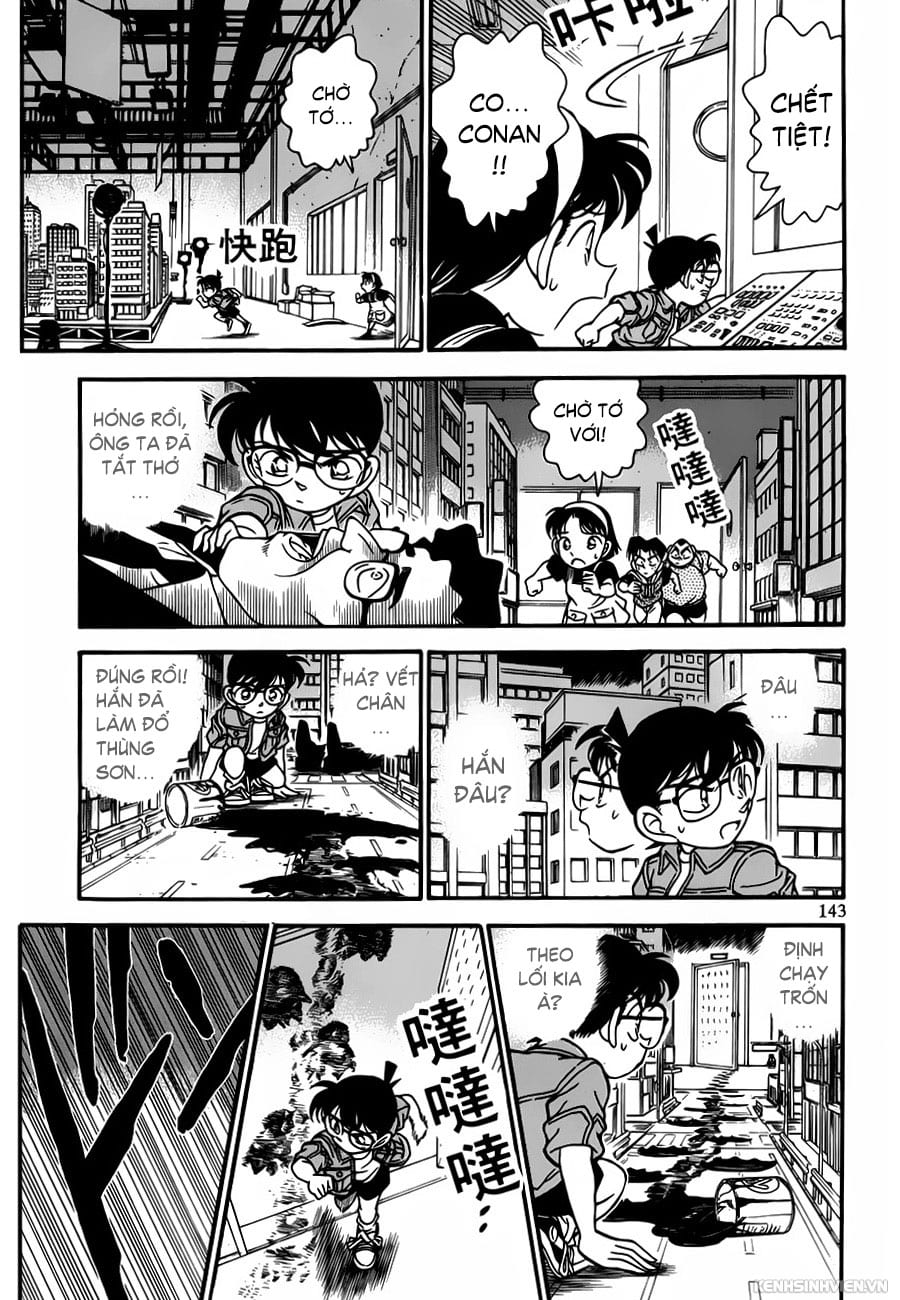 咔啦
CHẾT
TIỆT!
CO...
CONAN
!!
CHỜ
TỚ...
快跑
CHỜ TỚ
VỚI!
噠噠噠
HÓNG RỒI,
ÔNG TA ĐÃ
TẮT THỞ
...
ĐÂU
...
HẮN
ĐÂU?
HẢ? VẾT
CHÂN
...
ĐÚNG RỒI!
HẮN ĐÃ
LÀM ĐỔ
THÙNG
SƠN...
143
ĐỊNH
CHẠY
TRỐN
...
THEO
LỐI KIA
À?
噠噠噠...
KENHSINHVIEN.VN